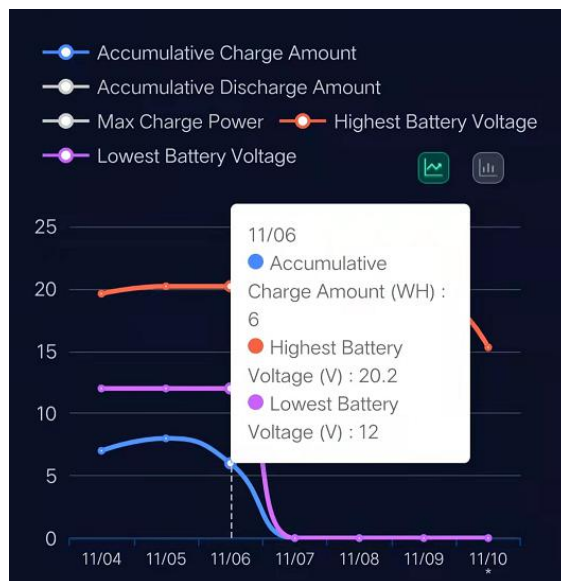 Accumulative Charge Amount
Accumulative Discharge Amount
Max Charge Power Highest Battery Voltage
Lowest Battery Voltage
25
20
15
10
5
0
11/06
Accumulative
Charge Amount (WH) :
6
Highest Battery
Voltage (V) : 20.2
Lowest Battery
Voltage (V) : 12
11/04 11/05 11/06 11/07 11/08 11/09 11/10
*